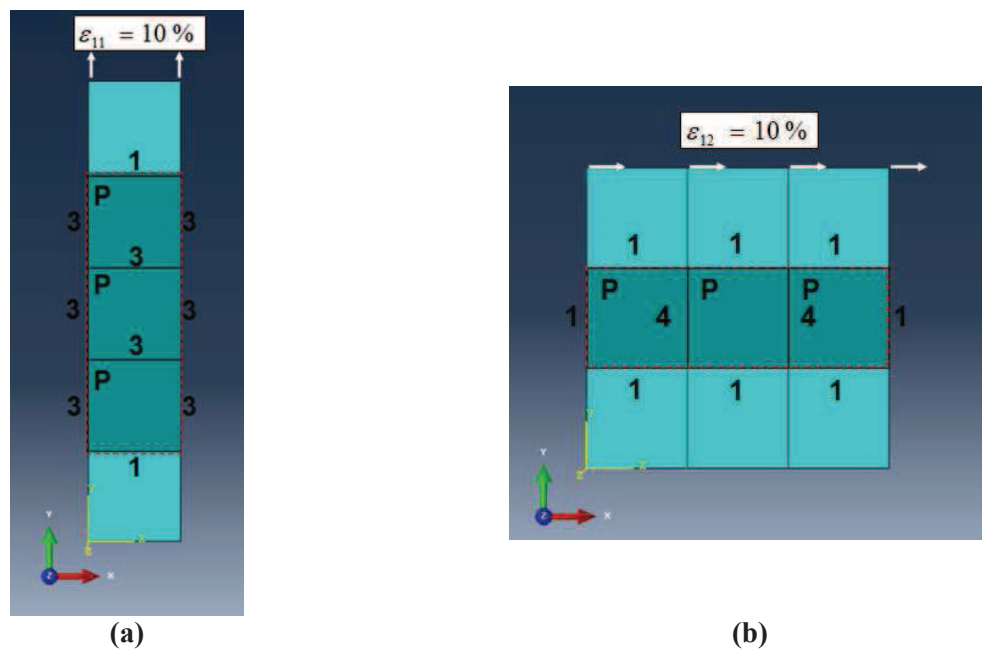 ε₁₁ = 10 %
1
P
3 3
3
P
3 3
3
P
3 3
1
Y
X
Z
Y
Z X
(a)
ε₁₂ = 10 %
1 1 1
P P P
1 4 4 1
1 1 1
Y
X
Z
Y
Z X
(b)